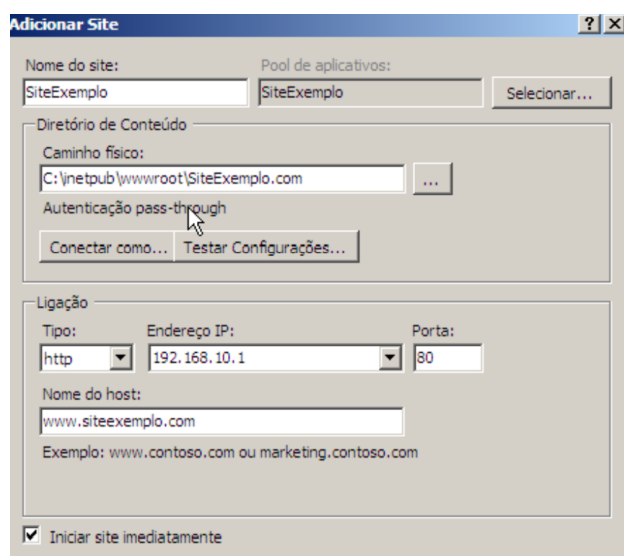 Adicionar Site ? X
Nome do site: Pool de aplicativos:
SiteExemplo SiteExemplo Selecionar...
Diretório de Conteúdo
Caminho físico:
C:\inetpub\wwwroot\SiteExemplo.com ...
Autenticação pass-through
Conectar como... Testar Configurações...
Ligação
Tipo: Endereço IP: Porta:
http 192.168.10.1 80
Nome do host:
www.siteexemplo.com
Exemplo: www.contoso.com ou marketing.contoso.com
Iniciar site imediatamente